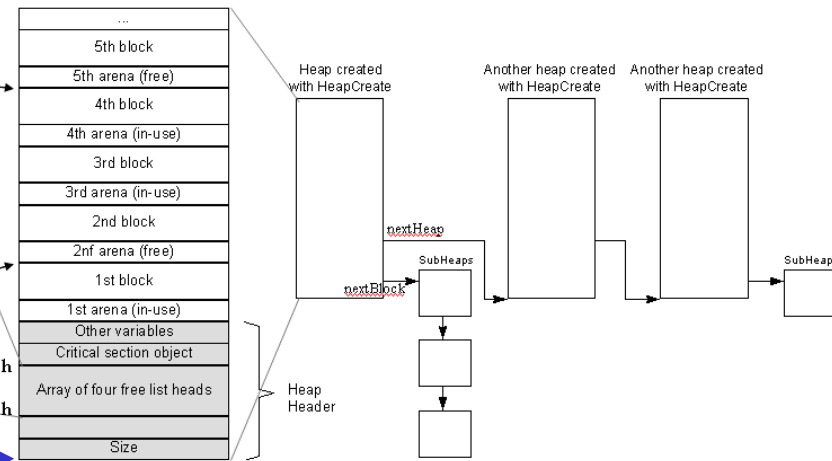 ...
5th block
5th arena (free)
4th block
4th arena (in-use)
3rd block
3rd arena (in-use)
2nd block
2nf arena (free)
1st block
1st arena (in-use)
Other variables
Critical section object
Array of four free list heads
Size
h
h
Heap
Header
Heap created
with HeapCreate
nextHeap
nextBlock
SubHeaps
Another heap created
with HeapCreate
Another heap created
with HeapCreate
SubHeap